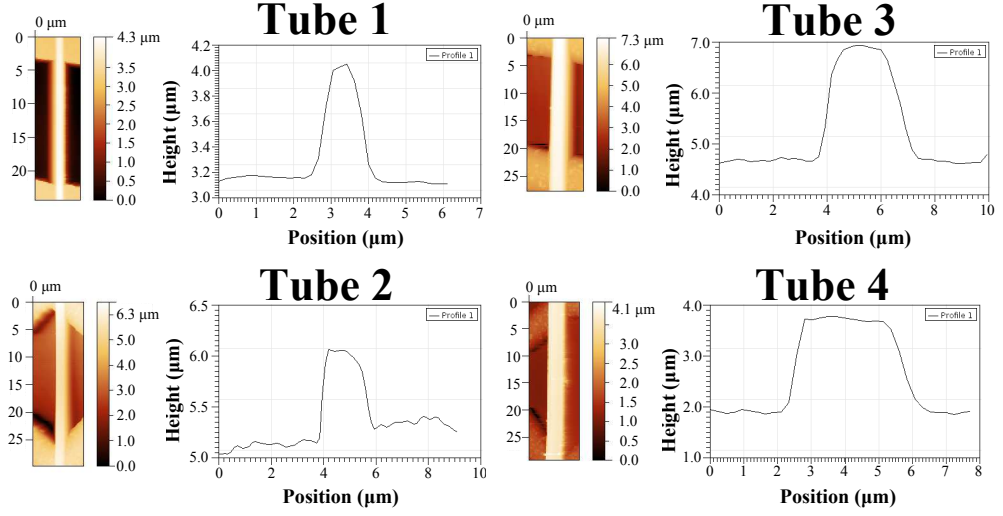 Tube 1
0 μm
0
5
10
15
20
4.3 μm
3.5
3.0
2.5
2.0
1.5
1.0
0.5
0.0
Height (μm)
4.2
4.0
3.8
3.6
3.4
3.2
3.0
Profile 1
0 1 2 3 4 5 6 7
Position (μm)
Tube 3
0 μm
0
5
10
15
20
25
7.3 μm
6.0
5.0
4.0
3.0
2.0
1.0
0.0
Height (μm)
7.0
6.0
5.0
4.0
Profile 1
0 2 4 6 8 10
Position (μm)
Tube 2
0 μm
0
5
10
15
20
25
6.3 μm
5.0
4.0
3.0
2.0
1.0
0.0
Height (μm)
6.5
6.0
5.5
5.0
Profile 1
0 2 4 6 8 10
Position (μm)
Tube 4
0 μm
0
5
10
15
20
25
4.1 μm
3.0
2.5
2.0
1.5
1.0
0.5
0.0
Height (μm)
4.0
3.0
2.0
1.0
Profile 1
0 1 2 3 4 5 6 7 8
Position (μm)